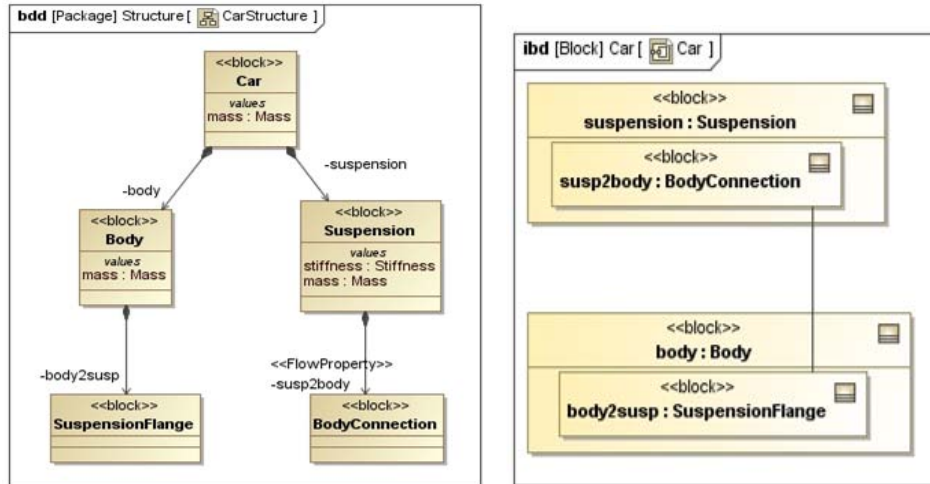 bdd [Package] Structure [ CarStructure ]
<<block>>
Car
values
mass : Mass
-body
-suspension
<<block>>
Body
values
mass : Mass
<<block>>
Suspension
values
stiffness : Stiffness
mass : Mass
-body2susp
<<FlowProperty>>
-susp2body
<<block>>
SuspensionFlange
<<block>>
BodyConnection
ibd [Block] Car [ Car ]
<<block>>
suspension : Suspension
<<block>>
susp2body : BodyConnection
<<block>>
body : Body
<<block>>
body2susp : SuspensionFlange